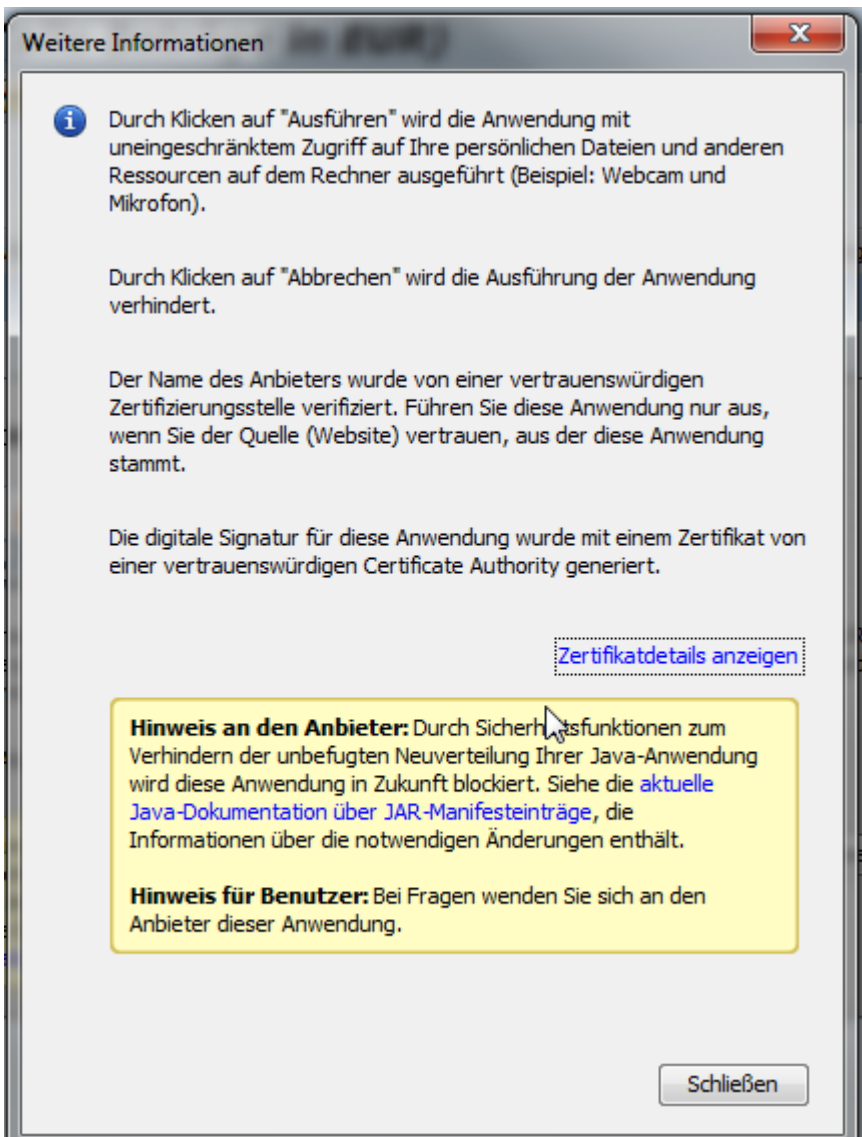 Weitere Informationen in EUR)
Durch Klicken auf "Ausführen" wird die Anwendung mit
uneingeschränktem Zugriff auf Ihre persönlichen Dateien und anderen
Ressourcen auf dem Rechner ausgeführt (Beispiel: Webcam und
Mikrofon).
Durch Klicken auf "Abbrechen" wird die Ausführung der Anwendung
verhindert.
Der Name des Anbieters wurde von einer vertrauenswürdigen
Zertifizierungsstelle verifiziert. Führen Sie diese Anwendung nur aus,
wenn Sie der Quelle (Website) vertrauen, aus der diese Anwendung
stammt.
Die digitale Signatur für diese Anwendung wurde mit einem Zertifikat von
einer vertrauenswürdigen Certificate Authority generiert.
Zertifikatdetails anzeigen
Hinweis an den Anbieter: Durch Sicherheitsfunktionen zum
Verhindern der unbefugten Neuverteilung Ihrer Java-Anwendung
wird diese Anwendung in Zukunft blockiert. Siehe die aktuelle
Java-Dokumentation über JAR-Manifesteinträge, die
Informationen über die notwendigen Änderungen enthält.
Hinweis für Benutzer: Bei Fragen wenden Sie sich an den
Anbieter dieser Anwendung.
Schließen